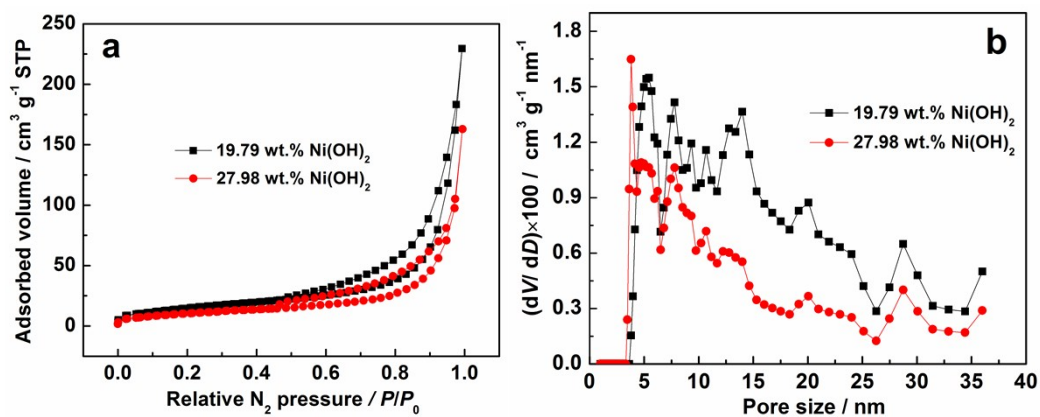 a
250
200
150
100
50
0
Adsorbed volume / cm³ g⁻¹ STP
19.79 wt.% Ni(OH)₂
27.98 wt.% Ni(OH)₂
0.0 0.2 0.4 0.6 0.8 1.0
Relative N₂ pressure / P/P₀
b
1.8
1.5
1.2
0.9
0.6
0.3
0.0
(dV/ dD)×100 / cm³ g⁻¹ nm⁻¹
19.79 wt.% Ni(OH)₂
27.98 wt.% Ni(OH)₂
0 5 10 15 20 25 30 35 40
Pore size / nm